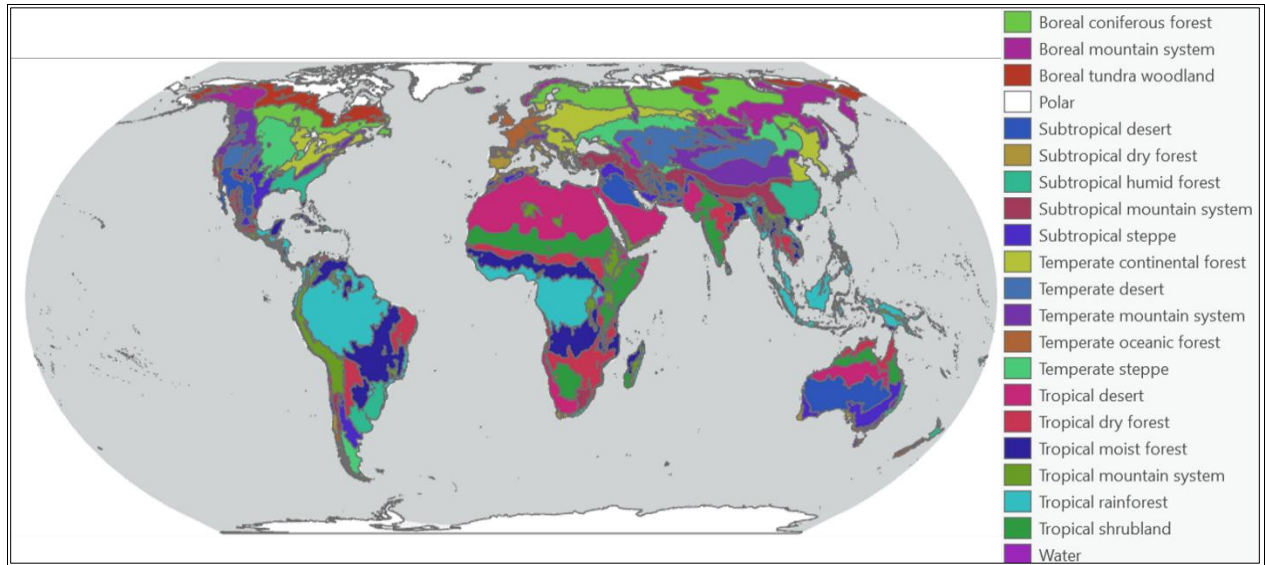 Boreal coniferous forest
Boreal mountain system
Boreal tundra woodland
Polar
Subtropical desert
Subtropical dry forest
Subtropical humid forest
Subtropical mountain system
Subtropical steppe
Temperate continental forest
Temperate desert
Temperate mountain system
Temperate oceanic forest
Temperate steppe
Tropical desert
Tropical dry forest
Tropical moist forest
Tropical mountain system
Tropical rainforest
Tropical shrubland
Water